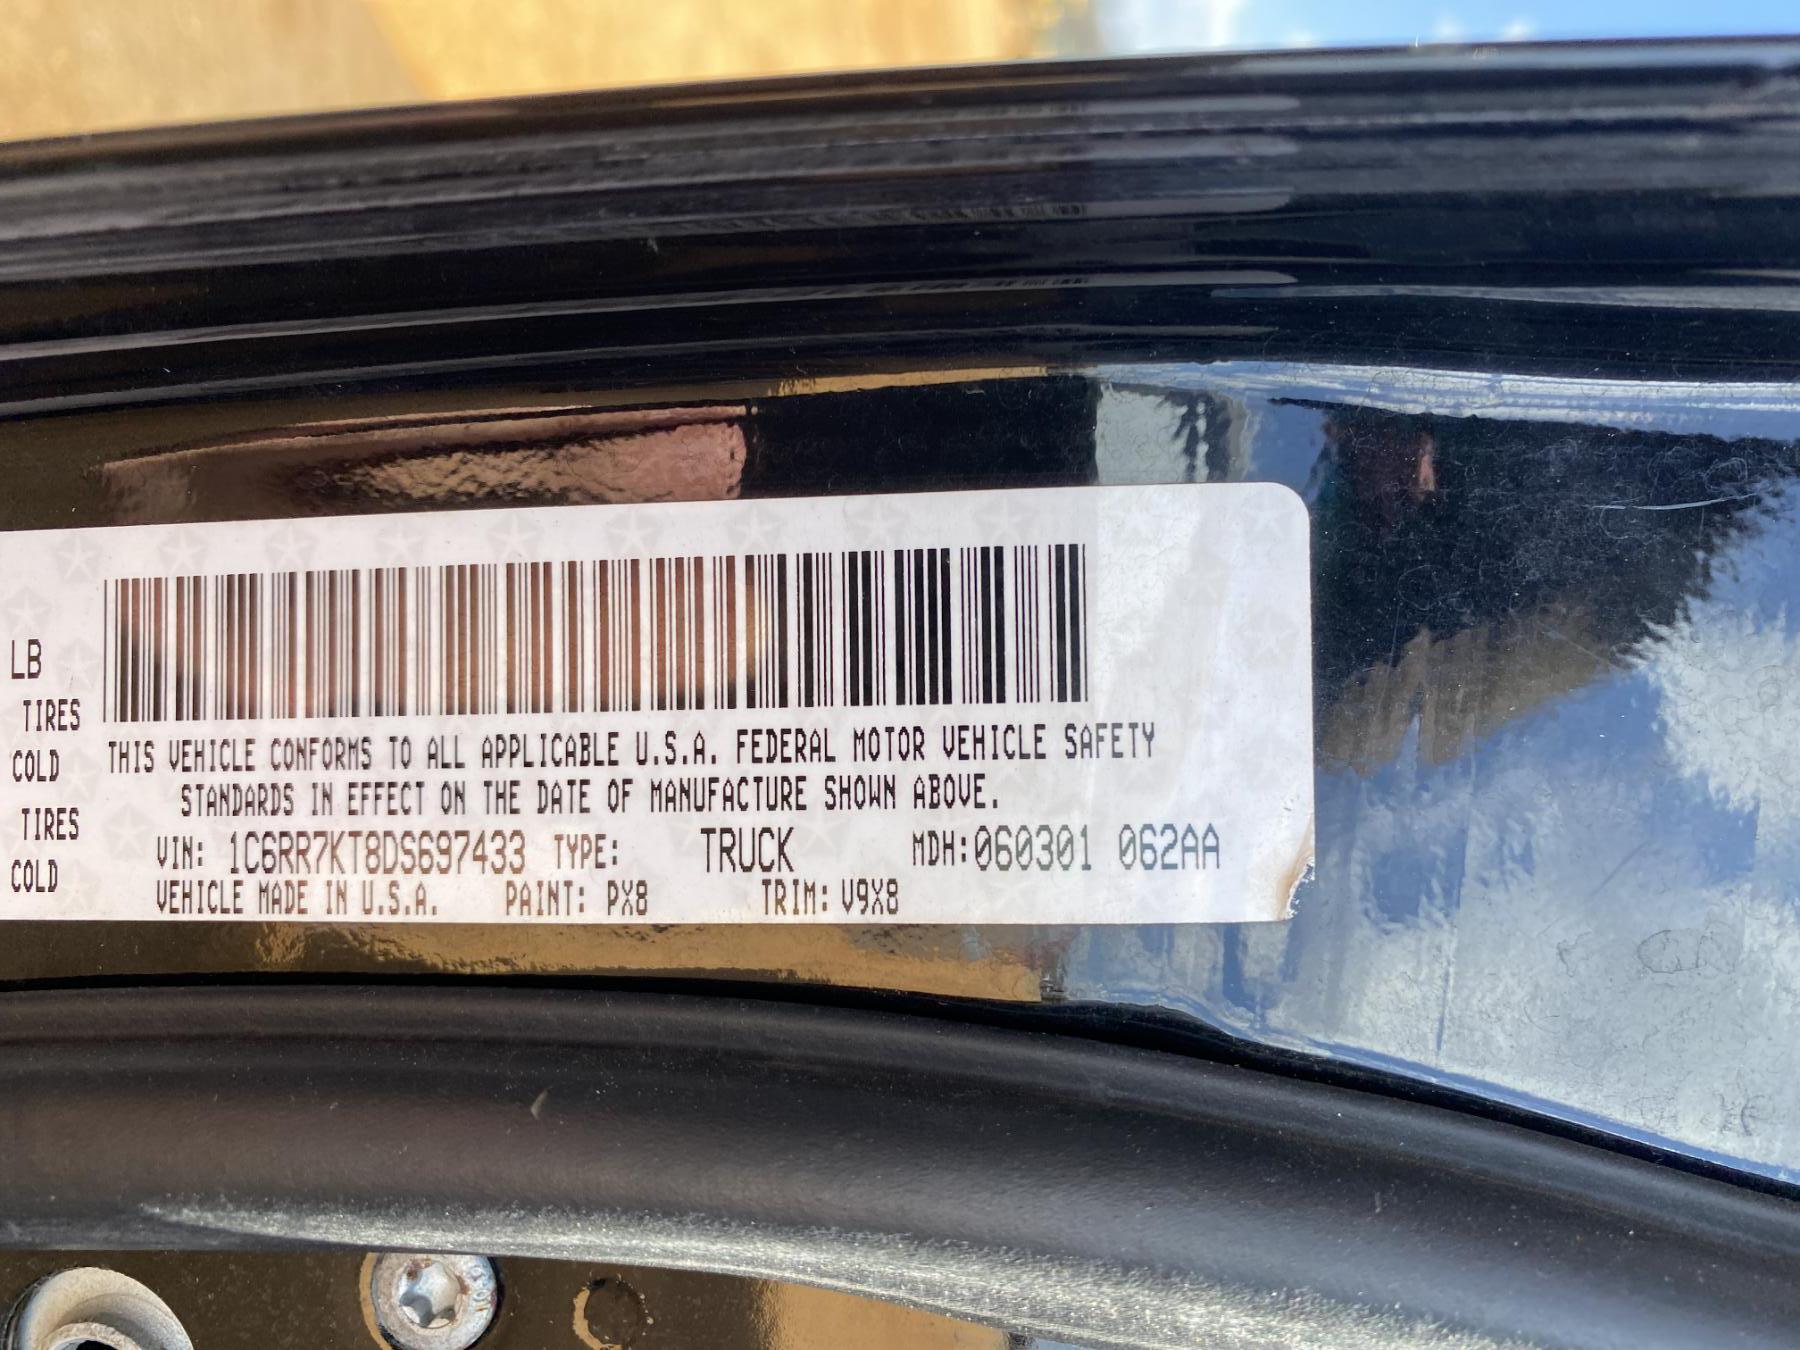 LB
TIRES
COLD
THIS VEHICLE CONFORMS TO ALL APPLICABLE U.S.A. FEDERAL MOTOR VEHICLE SAFETY
STANDARDS IN EFFECT ON THE DATE OF MANUFACTURE SHOWN ABOVE.
TIRES
COLD
VIN: 1C6RR7KT8DS697433 TYPE: TRUCK MDH:060301 062AA
VEHICLE MADE IN U.S.A. PAINT: PX8 TRIM: V9X8